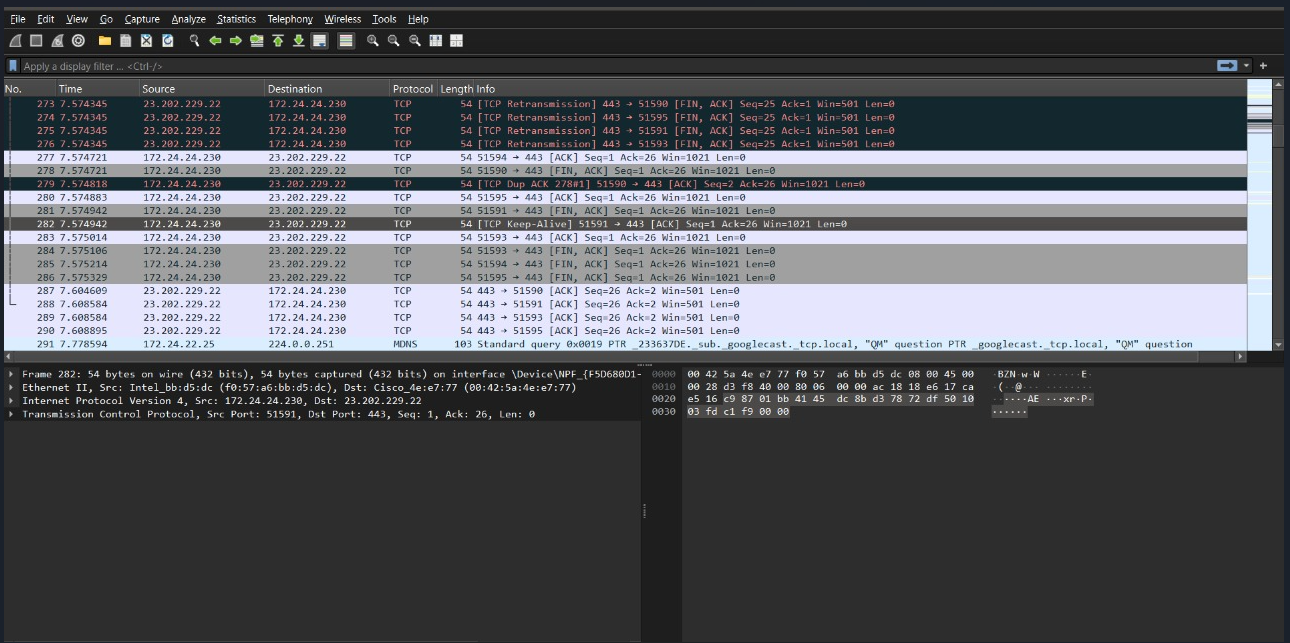 File Edit View Go Capture Analyze Statistics Telephony Wireless Tools Help
Apply a display filter ... <Ctrl-/>
No. Time Source Destination Protocol Length Info
273 7.574345 23.202.229.22 172.24.24.230 TCP 54 [TCP Retransmission] 443 → 51590 [FIN, ACK] Seq=25 Ack=1 Win=501 Len=0
274 7.574345 23.202.229.22 172.24.24.230 TCP 54 [TCP Retransmission] 443 → 51595 [FIN, ACK] Seq=25 Ack=1 Win=501 Len=0
275 7.574345 23.202.229.22 172.24.24.230 TCP 54 [TCP Retransmission] 443 → 51591 [FIN, ACK] Seq=25 Ack=1 Win=501 Len=0
276 7.574345 23.202.229.22 172.24.24.230 TCP 54 [TCP Retransmission] 443 → 51593 [FIN, ACK] Seq=25 Ack=1 Win=501 Len=0
277 7.574721 172.24.24.230 23.202.229.22 TCP 54 51594 → 443 [ACK] Seq=1 Ack=26 Win=1021 Len=0
278 7.574721 172.24.24.230 23.202.229.22 TCP 54 51590 → 443 [FIN, ACK] Seq=1 Ack=26 Win=1021 Len=0
279 7.574818 172.24.24.230 23.202.229.22 TCP 54 [TCP Dup ACK 278#1] 51590 → 443 [ACK] Seq=2 Ack=26 Win=1021 Len=0
280 7.574883 172.24.24.230 23.202.229.22 TCP 54 51595 → 443 [ACK] Seq=1 Ack=26 Win=1021 Len=0
281 7.574942 172.24.24.230 23.202.229.22 TCP 54 51591 → 443 [FIN, ACK] Seq=1 Ack=26 Win=1021 Len=0
282 7.574942 172.24.24.230 23.202.229.22 TCP 54 [TCP Keep-Alive] 51591 → 443 [ACK] Seq=1 Ack=26 Win=1021 Len=0
283 7.575014 172.24.24.230 23.202.229.22 TCP 54 51593 → 443 [ACK] Seq=1 Ack=26 Win=1021 Len=0
284 7.575106 172.24.24.230 23.202.229.22 TCP 54 51593 → 443 [FIN, ACK] Seq=1 Ack=26 Win=1021 Len=0
285 7.575214 172.24.24.230 23.202.229.22 TCP 54 51594 → 443 [FIN, ACK] Seq=1 Ack=26 Win=1021 Len=0
286 7.575329 172.24.24.230 23.202.229.22 TCP 54 51595 → 443 [FIN, ACK] Seq=1 Ack=26 Win=1021 Len=0
287 7.604609 23.202.229.22 172.24.24.230 TCP 54 443 → 51590 [ACK] Seq=26 Ack=2 Win=501 Len=0
288 7.608584 23.202.229.22 172.24.24.230 TCP 54 443 → 51591 [ACK] Seq=26 Ack=2 Win=501 Len=0
289 7.608584 23.202.229.22 172.24.24.230 TCP 54 443 → 51593 [ACK] Seq=26 Ack=2 Win=501 Len=0
290 7.608895 23.202.229.22 172.24.24.230 TCP 54 443 → 51595 [ACK] Seq=26 Ack=2 Win=501 Len=0
291 7.778594 172.24.22.25 224.0.0.251 MDNS 103 Standard query 0x0019 PTR _233637DE._sub._googlecast._tcp.local, "QM" question PTR _googlecast._tcp.local, "QM" question
Frame 282: 54 bytes on wire (432 bits), 54 bytes captured (432 bits) on interface \Device\NPF_{F5D680D1-
Ethernet II, Src: Intel_bb:d5:dc (f0:57:a6:bb:d5:dc), Dst: Cisco_4e:e7:77 (00:42:5a:4e:e7:77)
Internet Protocol Version 4, Src: 172.24.24.230, Dst: 23.202.229.22
Transmission Control Protocol, Src Port: 51591, Dst Port: 443, Seq: 1, Ack: 26, Len: 0
0000 00 42 5a 4e e7 77 f0 57 a6 bb d5 dc 08 00 45 00 ·BZN·w·W ······E·
0010 00 28 d3 f8 40 00 80 06 00 00 ac 18 18 e6 17 ca ·(··@··· ········
0020 e5 16 c9 87 01 bb 41 45 dc 8b d3 78 72 df 50 10 ······AE ···xr·P·
0030 03 fd c1 f9 00 00 ······